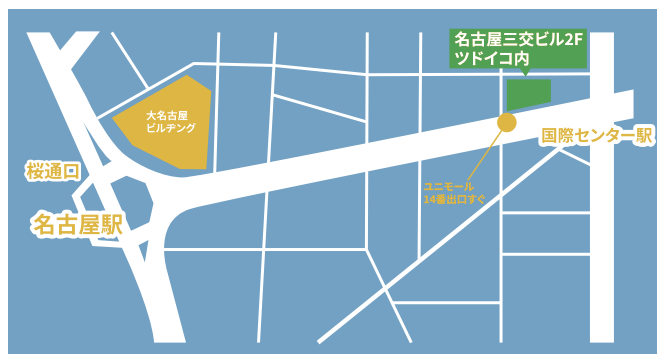 名古屋三交ビル2F
ツドイコ内
大名古屋
ビルヂング
国際センター駅
桜通口
ユニモール
14番出口すぐ
名古屋駅